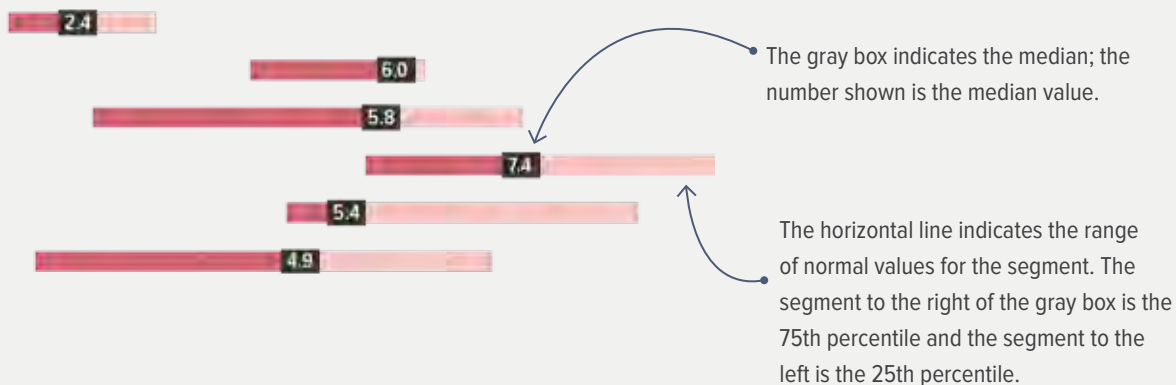 2.4
6.0
5.8
7.4
5.4
4.9
The gray box indicates the median; the
number shown is the median value.
The horizontal line indicates the range
of normal values for the segment. The
segment to the right of the gray box is the
75th percentile and the segment to the
left is the 25th percentile.